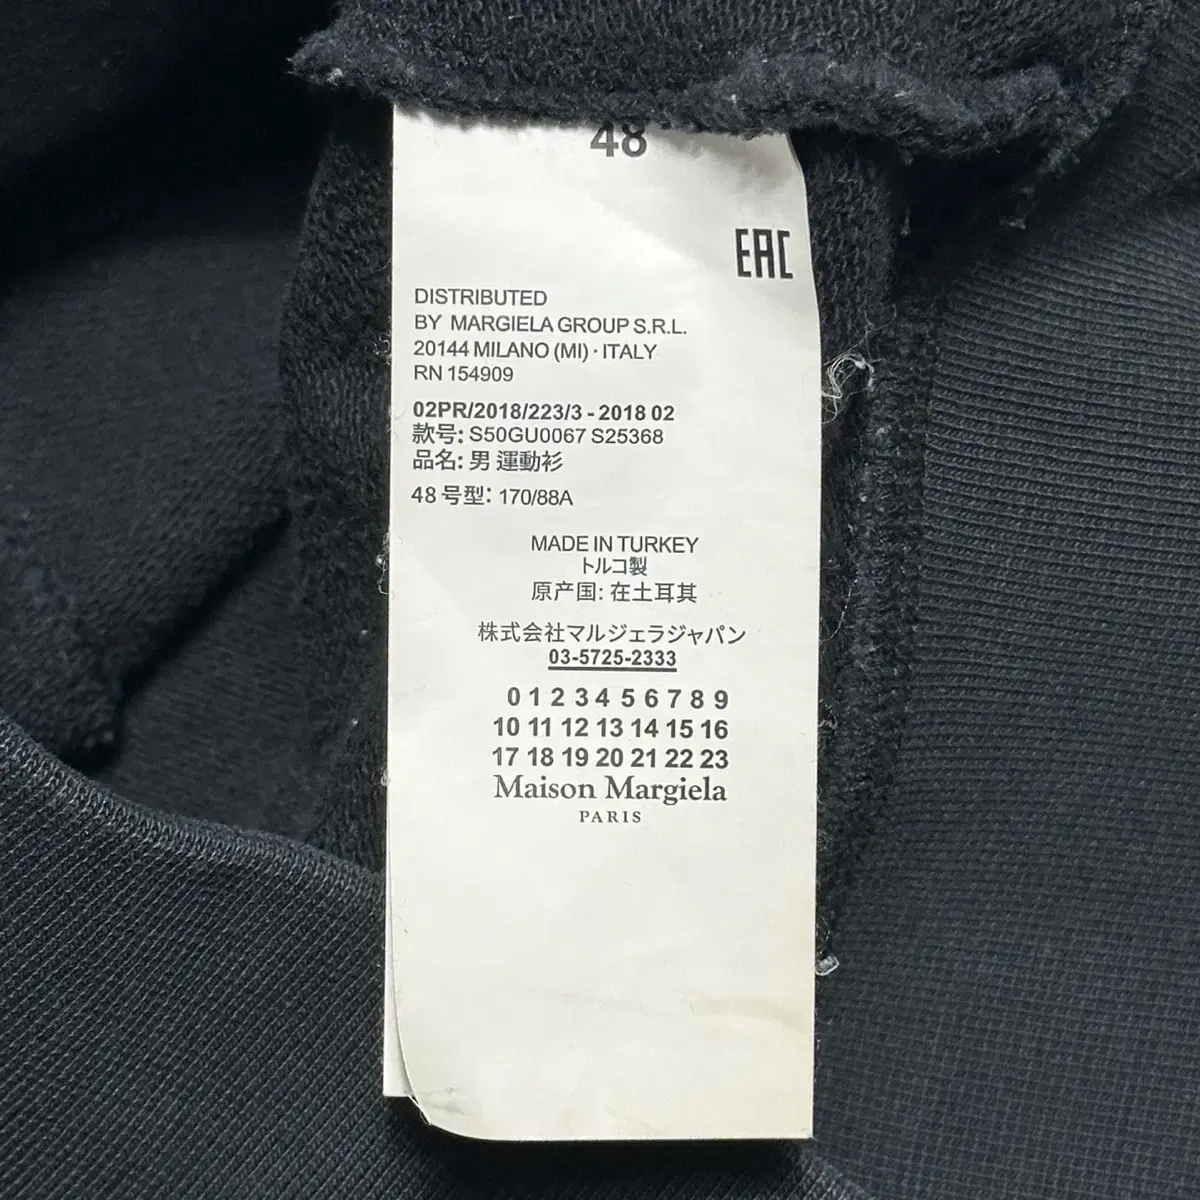 48
EAC
DISTRIBUTED
BY MARGIELA GROUP S.R.L.
20144 MILANO (MI) · ITALY
RN 154909
02PR/2018/223/3 - 2018 02
款号: S50GU0067 S25368
品名: 男 運動衫
48 号型: 170/88A
MADE IN TURKEY
トルコ製
原产国: 在土耳其
株式会社マルジェラジャパン
03-5725-2333
0 1 2 3 4 5 6 7 8 9
10 11 12 13 14 15 16
17 18 19 20 21 22 23
Maison Margiela
PARIS